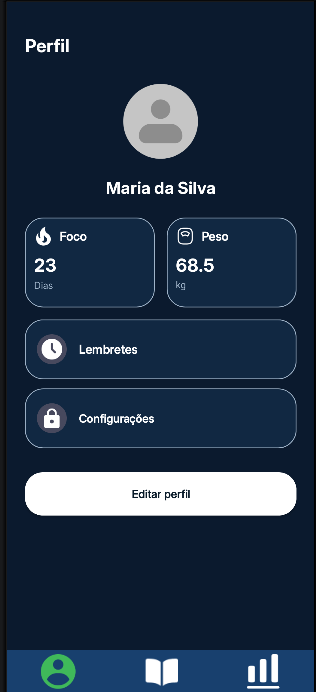 Perfil
Maria da Silva
Foco
23
Dias
Peso
68.5
kg
Lembretes
Configurações
Editar perfil